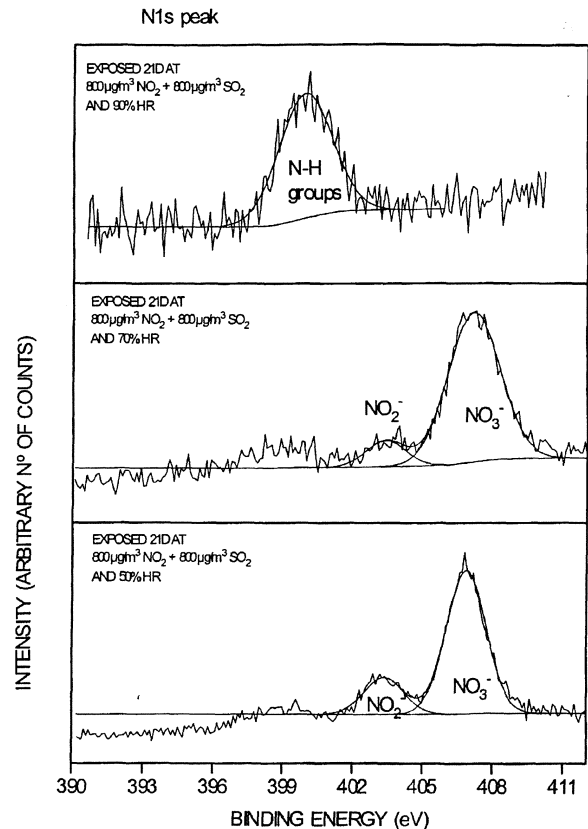 N1s peak
EXPOSED 21D AT
800µg/m³ NO₂ + 800µg/m³ SO₂
AND 90% HR
N-H
groups
EXPOSED 21D AT
800µg/m³ NO₂ + 800µg/m³ SO₂
AND 70% HR
NO₂⁻
NO₃⁻
EXPOSED 21D AT
800µg/m³ NO₂ + 800µg/m³ SO₂
AND 50% HR
NO₂⁻
NO₃⁻
INTENSITY (ARBITRARY Nº OF COUNTS)
390 393 396 399 402 405 408 411
BINDING ENERGY (eV)